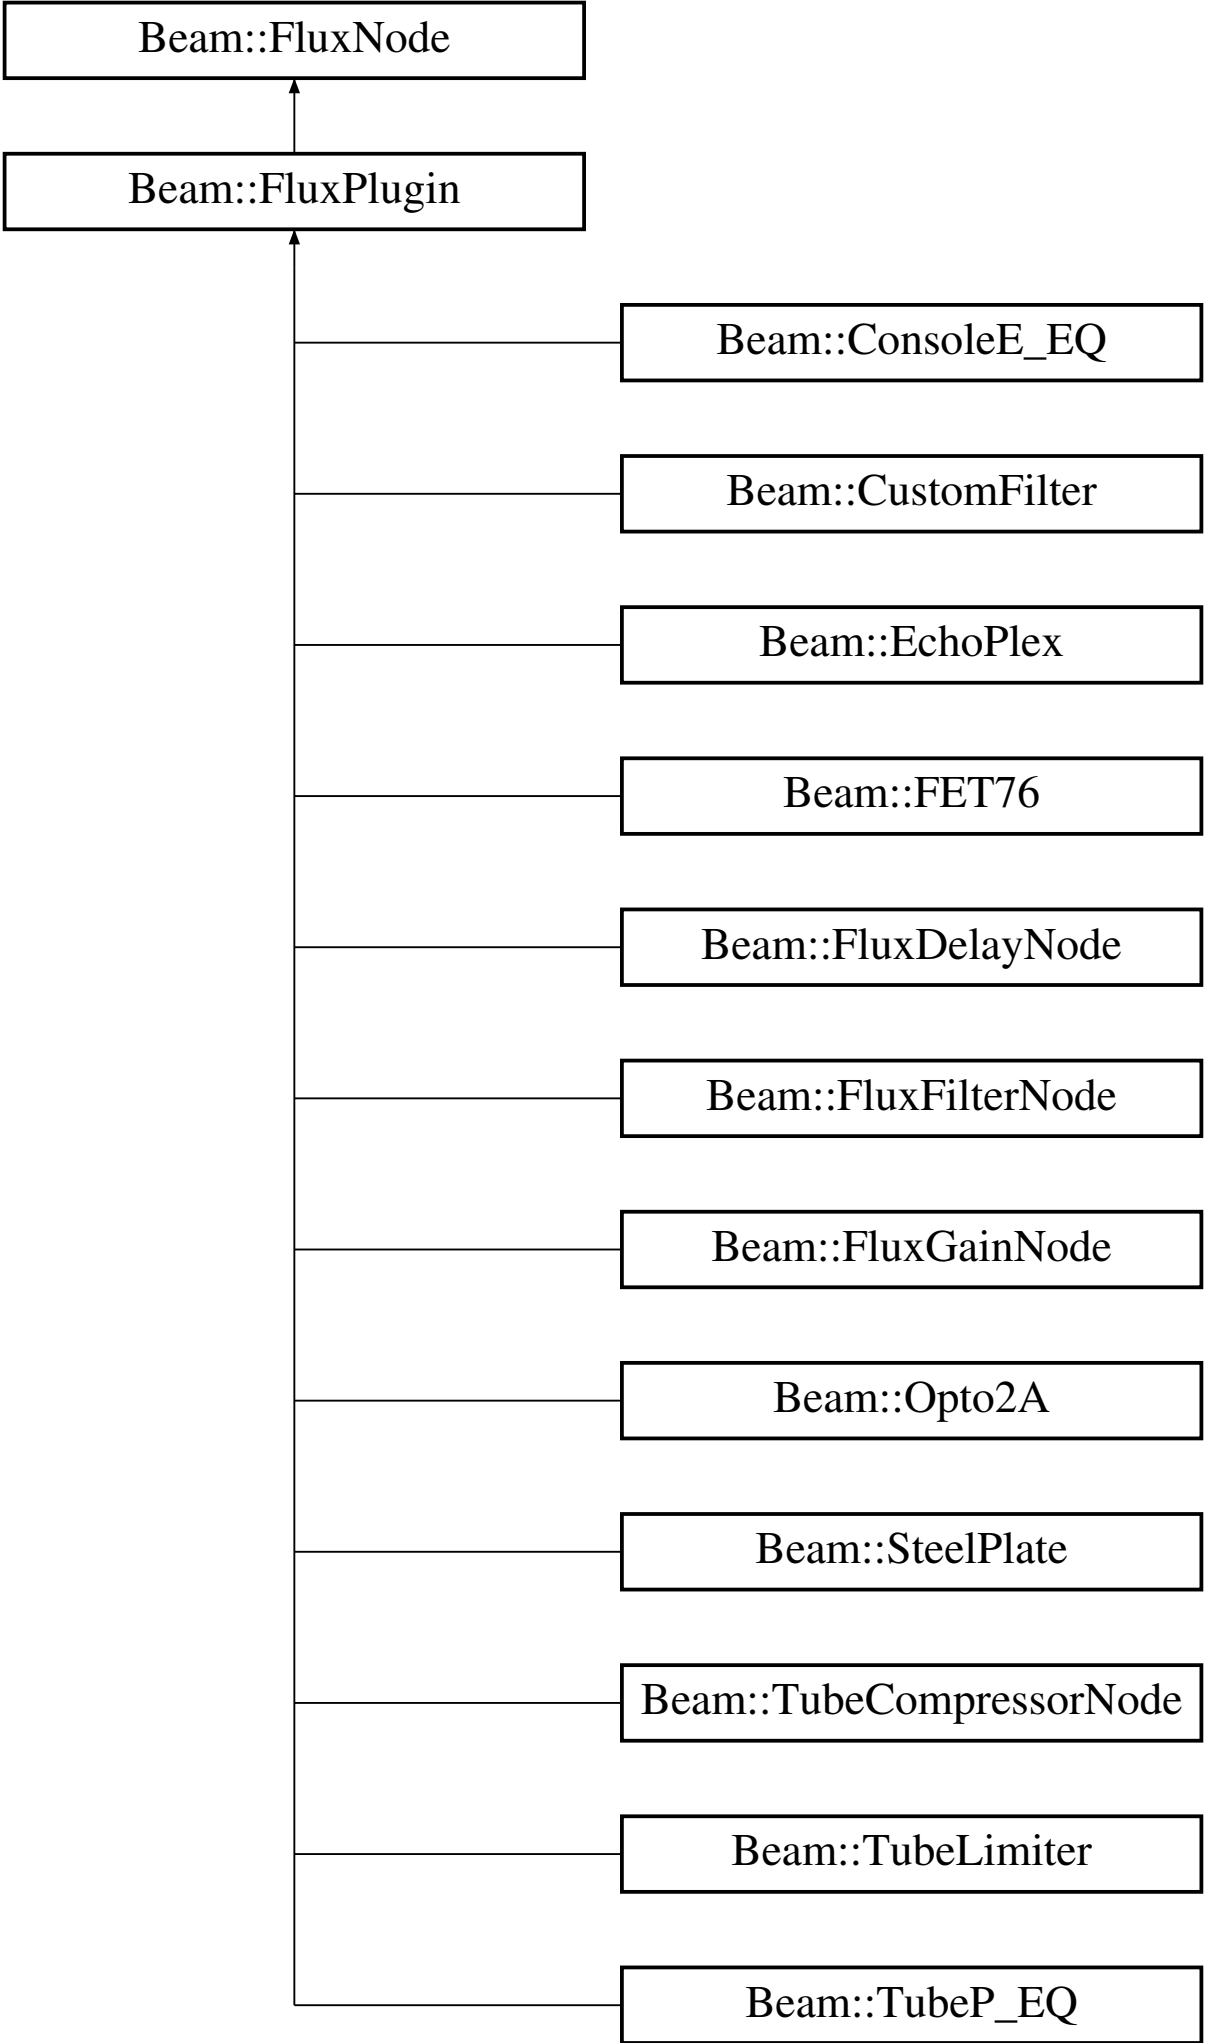 Beam::FluxNode
Beam::FluxPlugin
Beam::ConsoleE_EQ
Beam::CustomFilter
Beam::EchoPlex
Beam::FET76
Beam::FluxDelayNode
Beam::FluxFilterNode
Beam::FluxGainNode
Beam::Opto2A
Beam::SteelPlate
Beam::TubeCompressorNode
Beam::TubeLimiter
Beam::TubeP_EQ